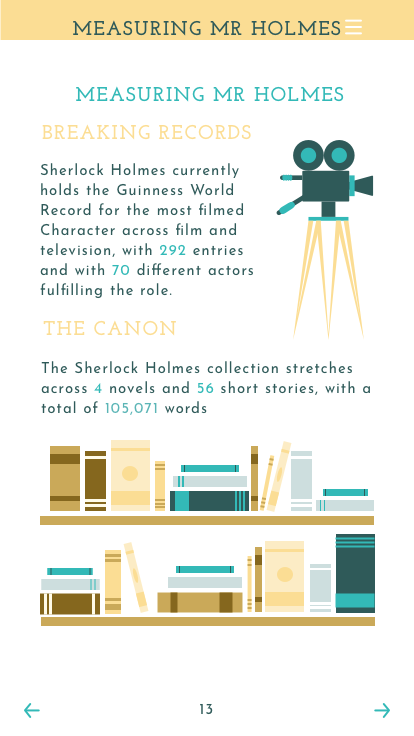 MEASURING MR HOLMES
MEASURING MR HOLMES
BREAKING RECORDS
Sherlock Holmes currently
holds the Guinness World
Record for the most filmed
Character across film and
television, with 292 entries
and with 70 different actors
fulfilling the role.
THE CANON
The Sherlock Holmes collection stretches
across 4 novels and 56 short stories, with a
total of 105,071 words
13